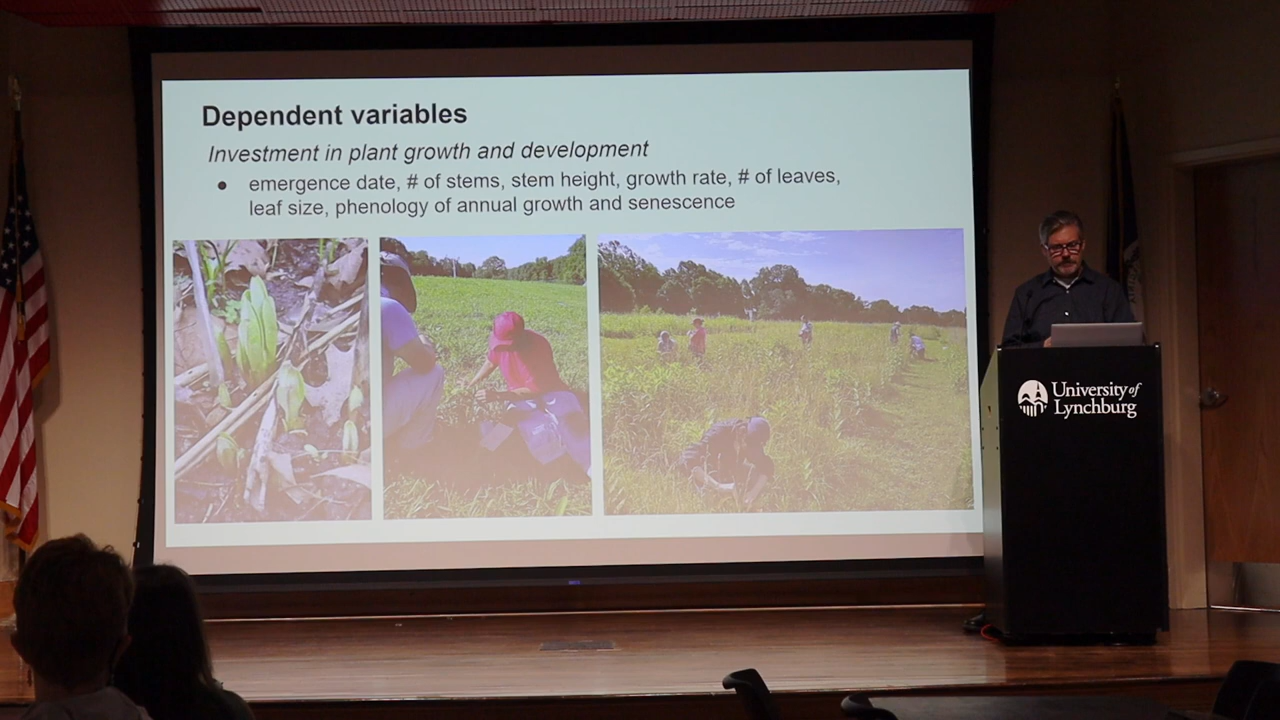 Dependent variables
Investment in plant growth and development
● emergence date, # of stems, stem height, growth rate, # of leaves,
leaf size, phenology of annual growth and senescence
University of
Lynchburg